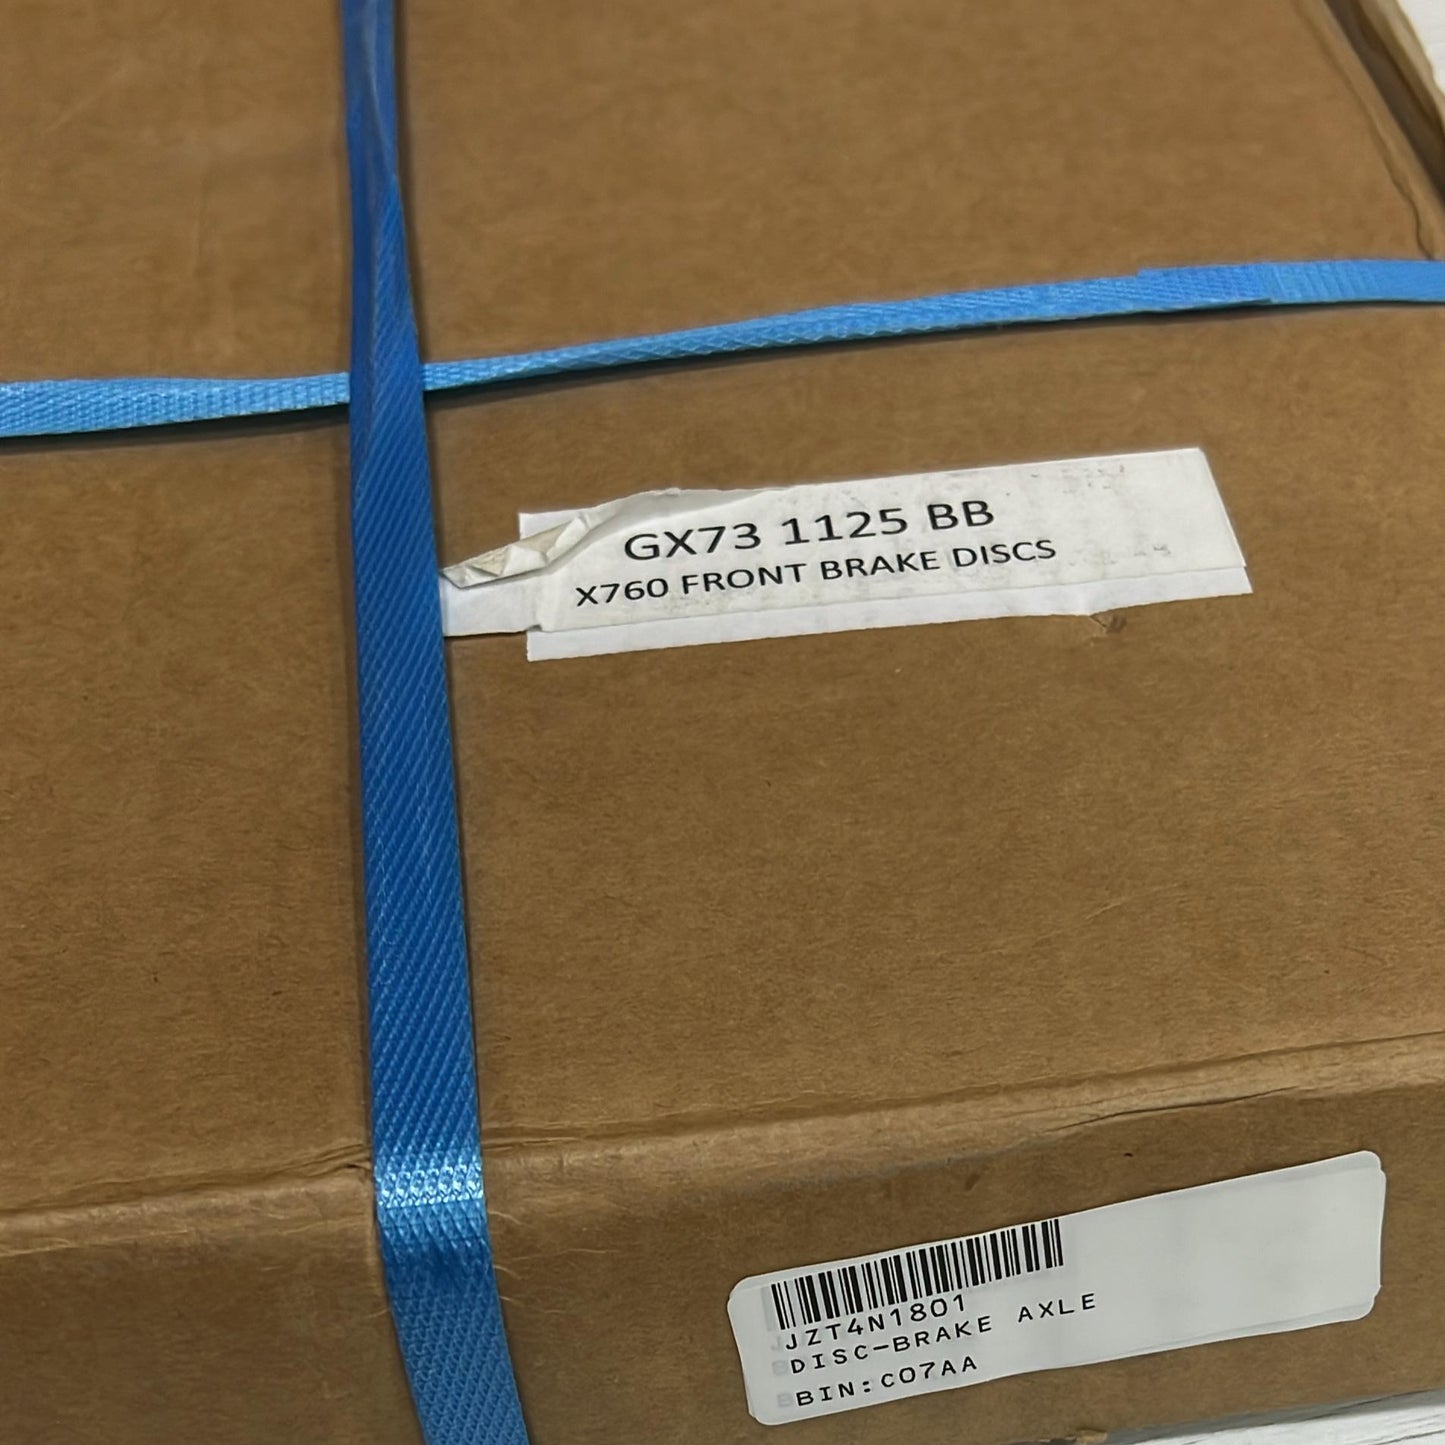 GX73 1125 BB
X760 FRONT BRAKE DISCS
JZT4N1801
DISC-BRAKE AXLE
BIN:C07AA